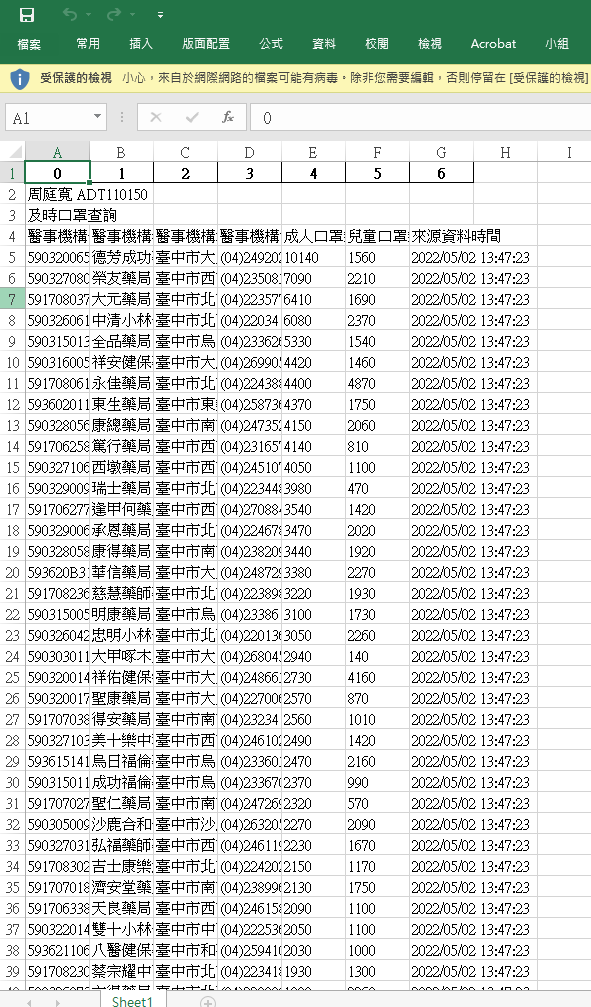 檔案 常用 插入 版面配置 公式 資料 校閱 檢視 Acrobat 小組
受保護的檢視 小心，來自於網際網路的檔案可能有病毒。除非您需要編輯，否則停留在 [受保護的檢視]
A1 fx 0
A B C D E F G H I
1 0 1 2 3 4 5 6
2 周庭寬 ADT110150
3 及時口罩查詢
4 醫事機構 醫事機構 醫事機構 醫事機構 成人口罩 兒童口罩 來源資料時間
5 590320065 德芳成功 臺中市大 (04)249202 10140 1560 2022/05/02 13:47:23
6 590327080 榮友藥局 臺中市西 (04)23508 7090 2210 2022/05/02 13:47:23
7 591708037 大元藥局 臺中市北 (04)22357 6410 1690 2022/05/02 13:47:23
8 590326061 中清小林 臺中市北 (04)22034 6080 2370 2022/05/02 13:47:23
9 590315013 全品藥局 臺中市烏 (04)23362 5330 1540 2022/05/02 13:47:23
10 590316005 祥安健保 臺中市大 (04)26990 4420 1460 2022/05/02 13:47:23
11 591708061 永佳藥局 臺中市北 (04)22438 4400 4870 2022/05/02 13:47:23
12 593602011 東生藥局 臺中市東 (04)25873 4370 1750 2022/05/02 13:47:23
13 590328056 康總藥局 臺中市南 (04)24735 4150 2060 2022/05/02 13:47:23
14 591706258 篤行藥局 臺中市西 (04)23165 4140 810 2022/05/02 13:47:23
15 590327106 西墩藥局 臺中市西 (04)24510 4050 1100 2022/05/02 13:47:23
16 590329009 瑞士藥局 臺中市北 (04)22344 3980 470 2022/05/02 13:47:23
17 591706277 逢甲何藥 臺中市西 (04)27088 3540 1420 2022/05/02 13:47:23
18 590329006 承恩藥局 臺中市北 (04)22467 3470 2020 2022/05/02 13:47:23
19 590328058 康得藥局 臺中市南 (04)23820 3440 1920 2022/05/02 13:47:23
20 593620B3 華信藥局 臺中市大 (04)24872 3380 2270 2022/05/02 13:47:23
21 591708236 慈慧藥師 臺中市北 (04)22389 3220 1930 2022/05/02 13:47:23
22 590315005 明康藥局 臺中市烏 (04)23386 3100 1730 2022/05/02 13:47:23
23 590326042 忠明小林 臺中市北 (04)22013 3050 2260 2022/05/02 13:47:23
24 590303011 大甲啄木 臺中市大 (04)26804 2940 140 2022/05/02 13:47:23
25 590320014 祥佑健保 臺中市大 (04)24866 2730 4160 2022/05/02 13:47:23
26 590320017 聖康藥局 臺中市大 (04)22700 2570 870 2022/05/02 13:47:23
27 591707038 得安藥局 臺中市南 (04)23234 2560 1010 2022/05/02 13:47:23
28 590327103 美十樂中 臺中市西 (04)24610 2490 1420 2022/05/02 13:47:23
29 593615141 烏日福倫 臺中市烏 (04)23360 2470 2160 2022/05/02 13:47:23
30 590315011 成功福倫 臺中市烏 (04)23367 2370 990 2022/05/02 13:47:23
31 591707027 聖仁藥局 臺中市南 (04)24726 2320 570 2022/05/02 13:47:23
32 590305009 沙鹿合和 臺中市沙 (04)26320 2270 2090 2022/05/02 13:47:23
33 590327031 弘福藥師 臺中市西 (04)24611 2230 1670 2022/05/02 13:47:23
34 591708302 吉士康樂 臺中市北 (04)22420 2150 1170 2022/05/02 13:47:23
35 591707018 濟安堂藥 臺中市南 (04)23899 2130 1750 2022/05/02 13:47:23
36 591706338 天良藥局 臺中市西 (04)24615 2090 1100 2022/05/02 13:47:23
37 590322014 雙十小林 臺中市中 (04)22253 2050 1100 2022/05/02 13:47:23
38 593621106 八醫健保 臺中市和 (04)25941 2030 1000 2022/05/02 13:47:23
39 591708230 蔡宗耀中 臺中市北 (04)22341 1930 1300 2022/05/02 13:47:23
Sheet1